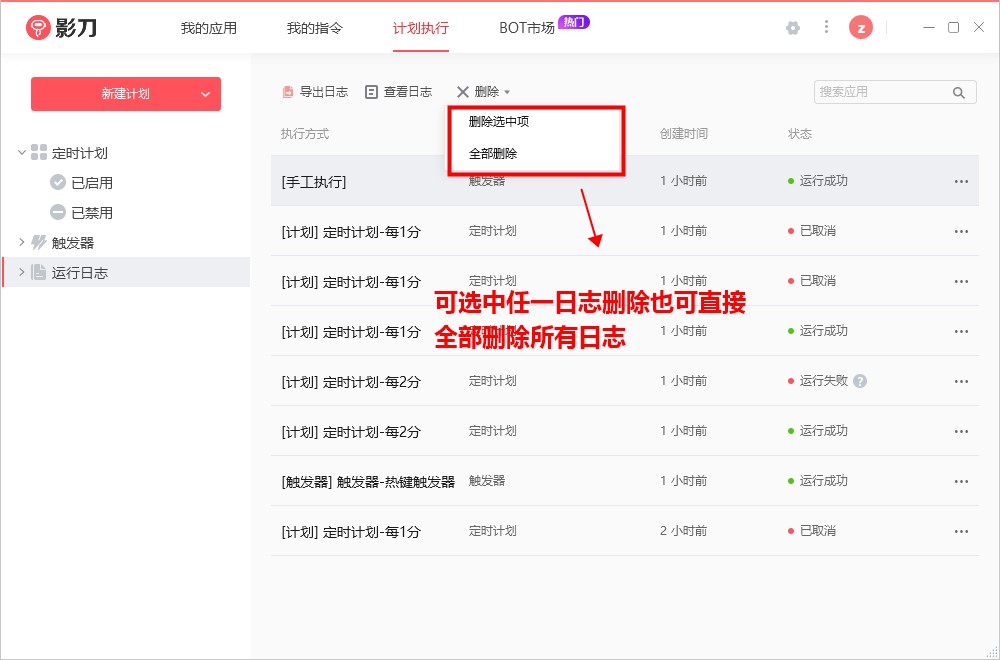 影刀
我的应用
我的指令
计划执行
BOT市场
热门
z
新建计划
导出日志
查看日志
删除
搜索应用
删除选中项
全部删除
定时计划
已启用
已禁用
触发器
运行日志
执行方式
创建时间
状态
[手工执行] 触发器 1 小时前 运行成功 ...
[计划] 定时计划-每1分 定时计划 1 小时前 已取消 ...
[计划] 定时计划-每1分 定时计划 1 小时前 已取消 ...
可选中任一日志删除也可直接
全部删除所有日志
[计划] 定时计划-每1分 1 小时前 运行成功 ...
[计划] 定时计划-每2分 定时计划 1 小时前 运行失败 ? ...
[计划] 定时计划-每2分 定时计划 1 小时前 运行成功 ...
[触发器] 触发器-热键触发器 触发器 1 小时前 运行成功 ...
[计划] 定时计划-每1分 定时计划 2 小时前 已取消 ...